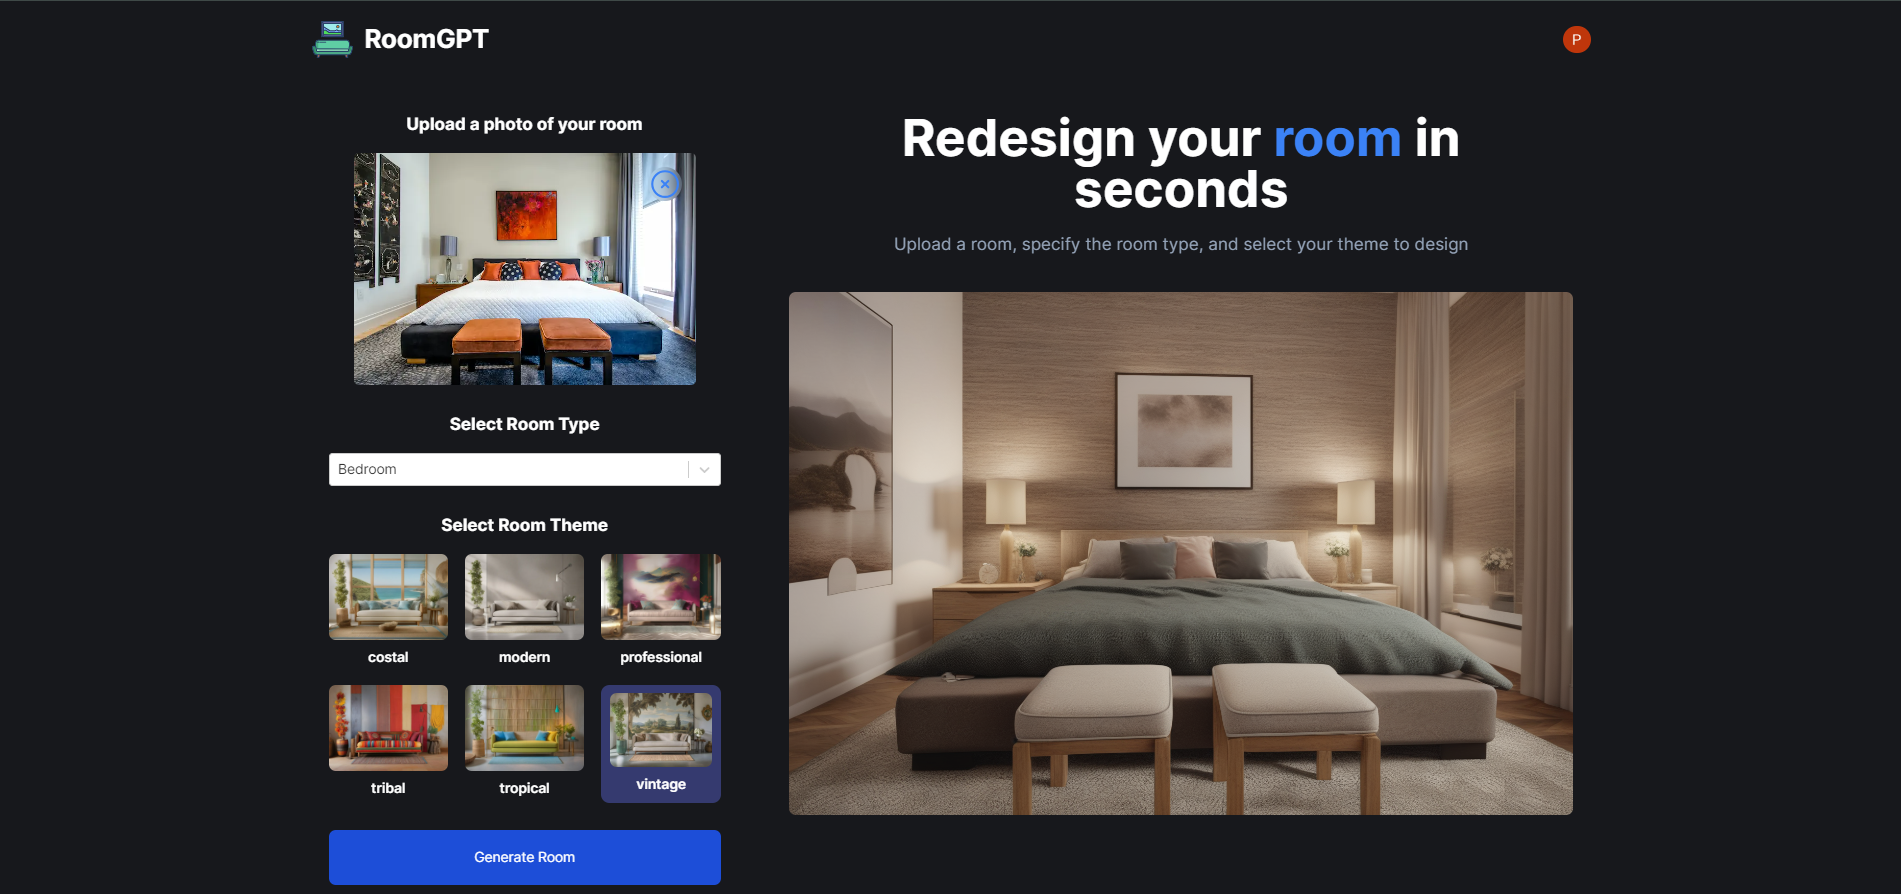 RoomGPT
P
Upload a photo of your room
Select Room Type
Bedroom
Select Room Theme
costal
modern
professional
tribal
tropical
vintage
Generate Room
Redesign your room in
seconds
Upload a room, specify the room type, and select your theme to design